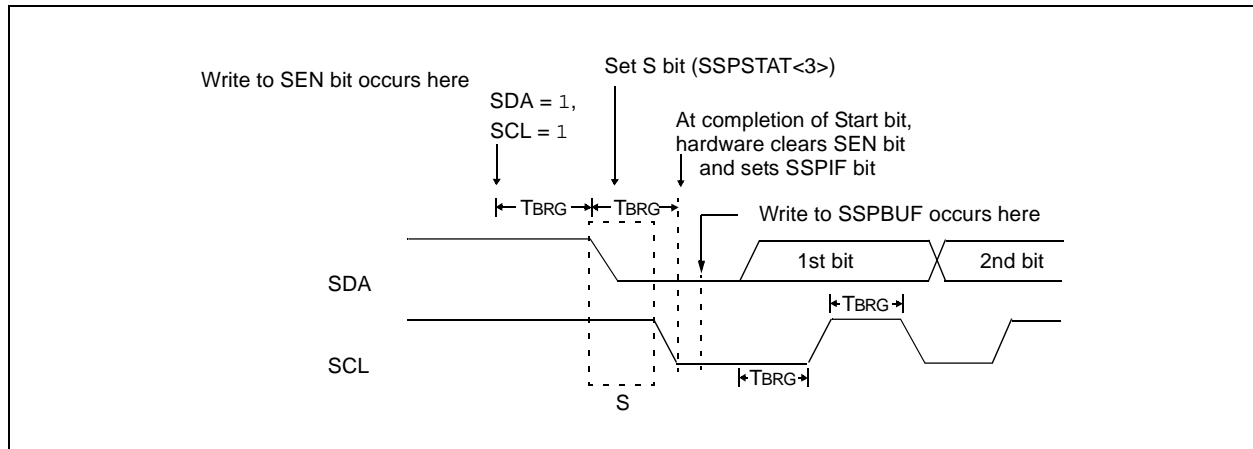 Set S bit (SSPSTAT<3>)
Write to SEN bit occurs here
SDA = 1,
SCL = 1
At completion of Start bit,
hardware clears SEN bit
and sets SSPIF bit
TBRG TBRG
Write to SSPBUF occurs here
1st bit 2nd bit
SDA
TBRG
SCL
TBRG
S